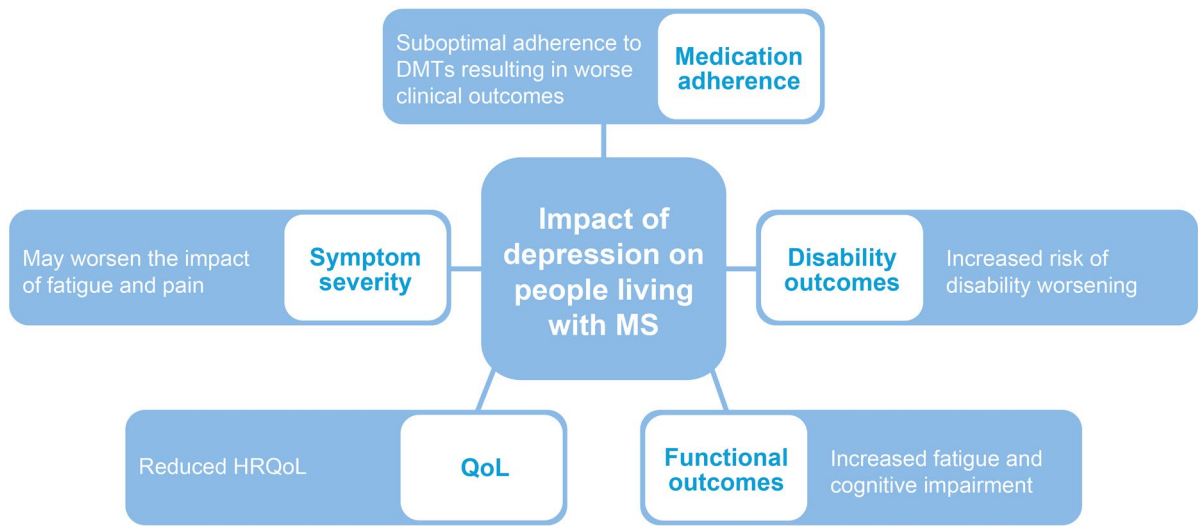 Suboptimal adherence to
DMTs resulting in worse
clinical outcomes
Medication
adherence
Impact of
depression on
people living
with MS
May worsen the impact
of fatigue and pain
Symptom
severity
Disability
outcomes
Increased risk of
disability worsening
Reduced HRQoL
QoL
Functional
outcomes
Increased fatigue and
cognitive impairment